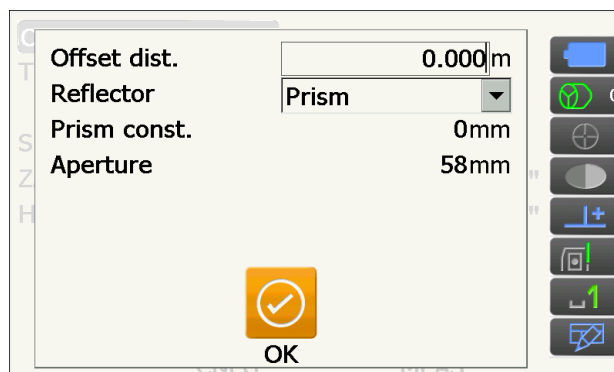 Offset dist. 0.000 m
Reflector Prism
Prism const. 0mm
Aperture 58mm
OK